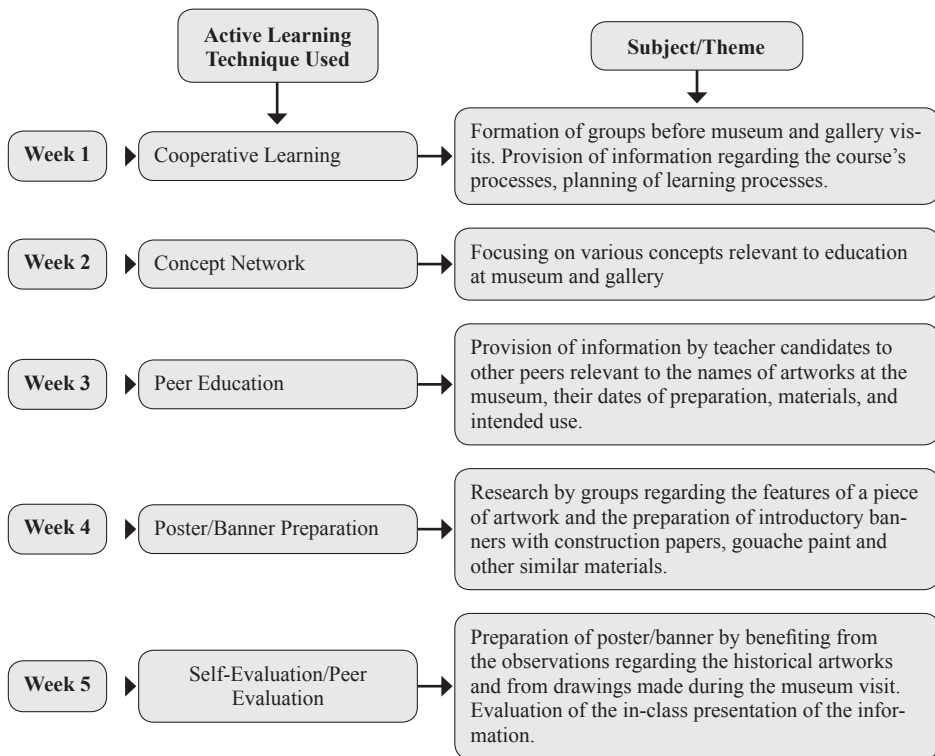 Active Learning
Technique Used
Subject/Theme
Week 1
Cooperative Learning
Formation of groups before museum and gallery vis-
its. Provision of information regarding the course’s
processes, planning of learning processes.
Week 2
Concept Network
Focusing on various concepts relevant to education
at museum and gallery
Week 3
Peer Education
Provision of information by teacher candidates to
other peers relevant to the names of artworks at the
museum, their dates of preparation, materials, and
intended use.
Week 4
Poster/Banner Preparation
Research by groups regarding the features of a piece
of artwork and the preparation of introductory ban-
ners with construction papers, gouache paint and
other similar materials.
Week 5
Self-Evaluation/Peer
Evaluation
Preparation of poster/banner by benefiting from
the observations regarding the historical artworks
and from drawings made during the museum visit.
Evaluation of the in-class presentation of the infor-
mation.